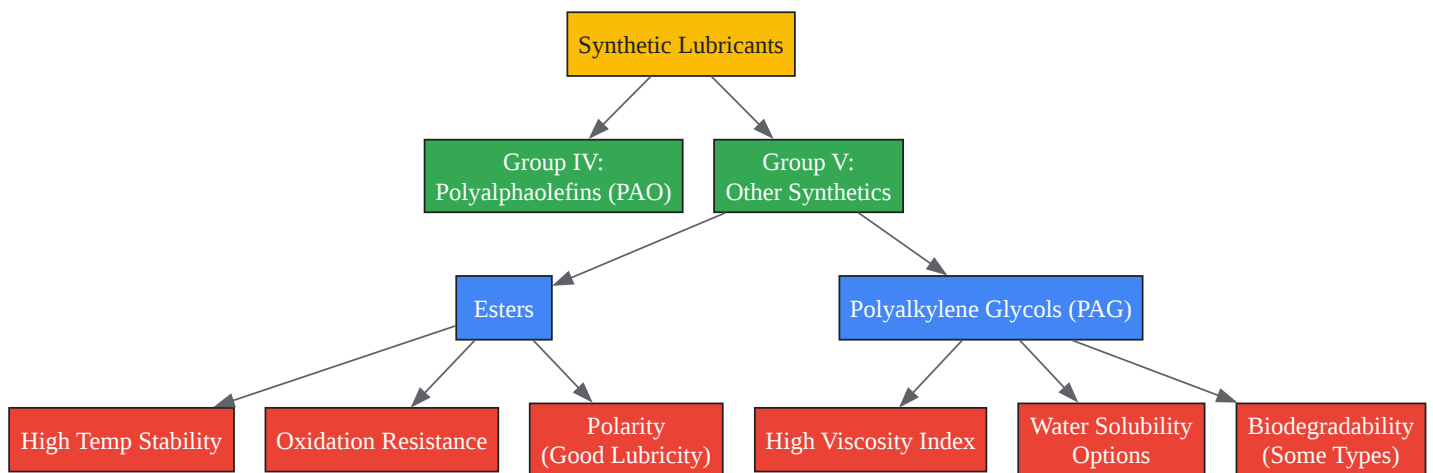 Synthetic Lubricants
Group IV:
Polyalphaolefins (PAO)
Group V:
Other Synthetics
Esters
Polyalkylene Glycols (PAG)
High Temp Stability
Oxidation Resistance
Polarity
(Good Lubricity)
High Viscosity Index
Water Solubility
Options
Biodegradability
(Some Types)